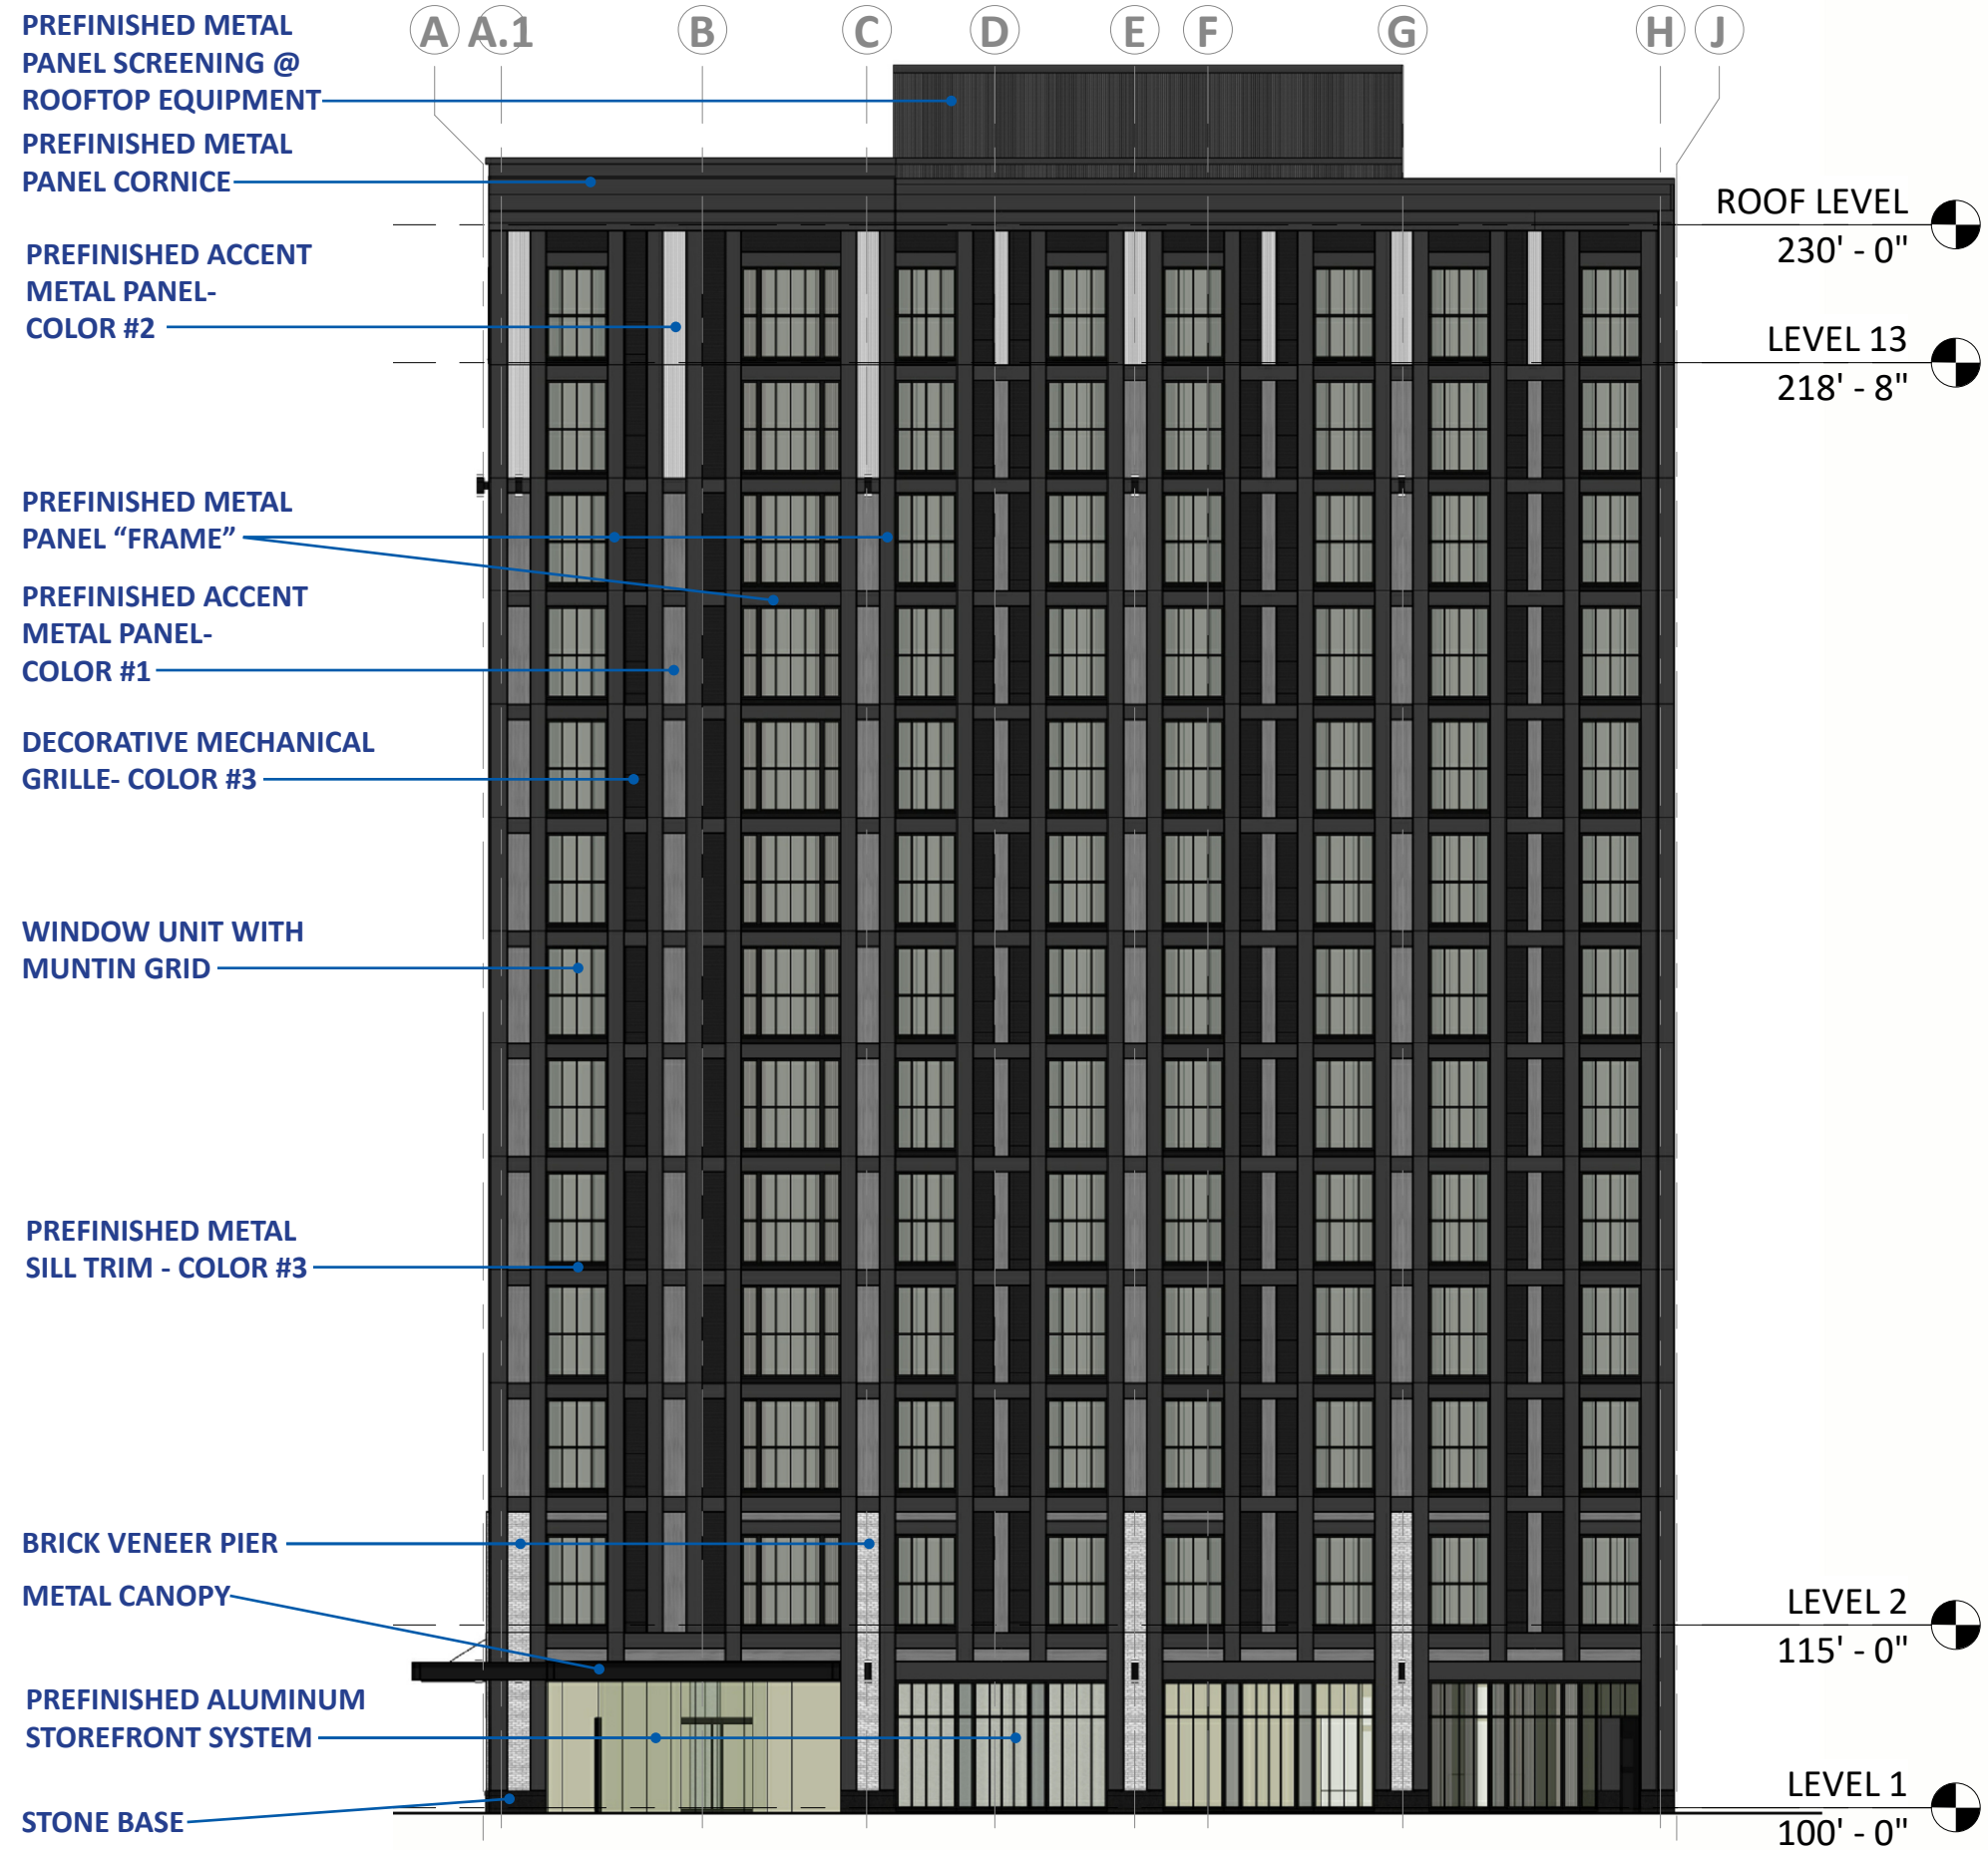 A A.1 B C D E F G H J
PREFINISHED METAL
PANEL SCREENING @
ROOFTOP EQUIPMENT
PREFINISHED METAL
PANEL CORNICE
PREFINISHED ACCENT
METAL PANEL-
COLOR #2
PREFINISHED METAL
PANEL “FRAME”
PREFINISHED ACCENT
METAL PANEL-
COLOR #1
DECORATIVE MECHANICAL
GRILLE- COLOR #3
WINDOW UNIT WITH
MUNTIN GRID
PREFINISHED METAL
SILL TRIM - COLOR #3
BRICK VENEER PIER
METAL CANOPY
PREFINISHED ALUMINUM
STOREFRONT SYSTEM
STONE BASE
ROOF LEVEL
230' - 0"
LEVEL 13
218' - 8"
LEVEL 2
115' - 0"
LEVEL 1
100' - 0"